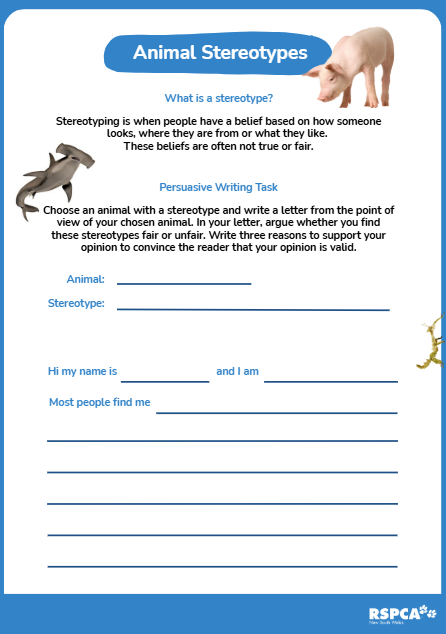 Animal Stereotypes
What is a stereotype?
Stereotyping is when people have a belief based on how someone
looks, where they are from or what they like.
These beliefs are often not true or fair.
Persuasive Writing Task
Choose an animal with a stereotype and write a letter from the point of
view of your chosen animal. In your letter, argue whether you find
these stereotypes fair or unfair. Write three reasons to support your
opinion to convince the reader that your opinion is valid.
Animal:
Stereotype:
Hi my name is and I am
Most people find me
RSPCA
New South Wales